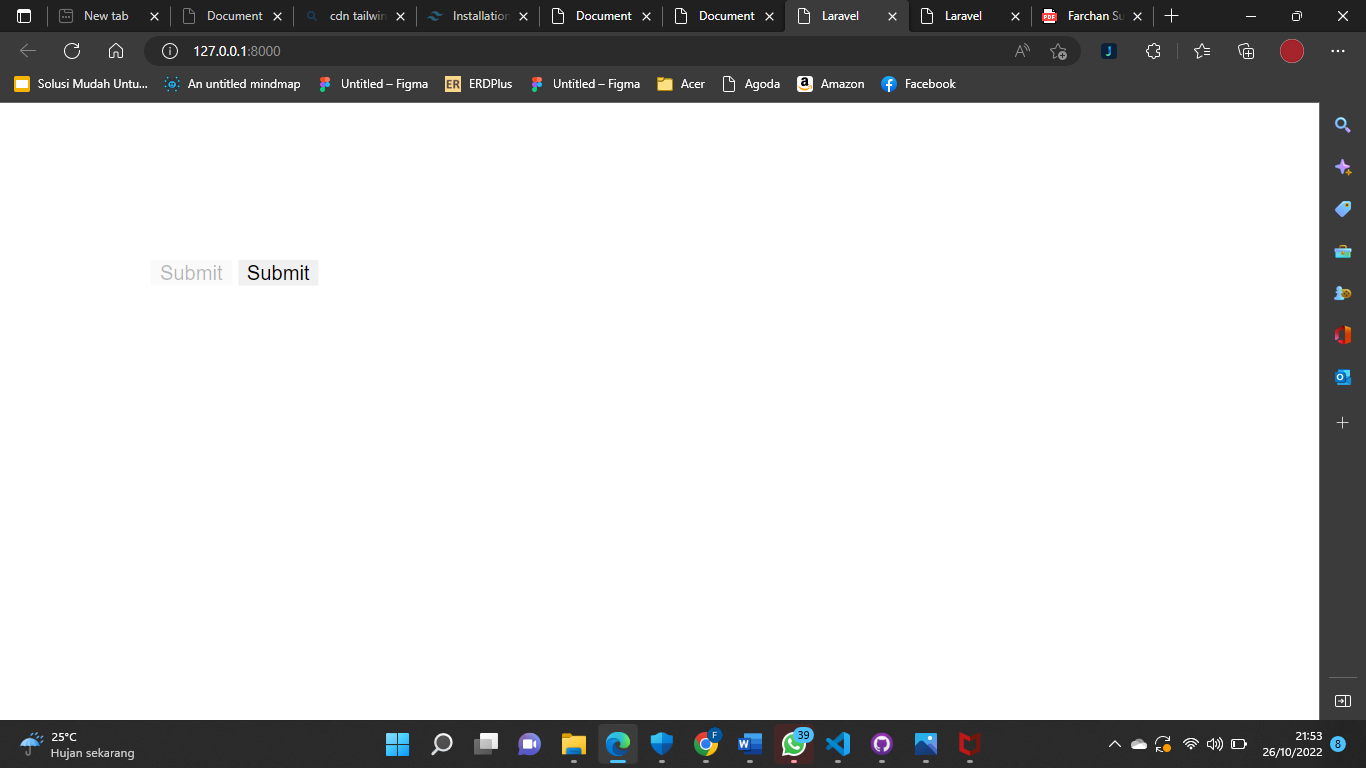 New tab
Document
cdn tailwin
Installation
Document
Document
Laravel
Laravel
PDF
Farchan Su
127.0.0.1:8000
J
Solusi Mudah Untu...
An untitled mindmap
Untitled – Figma
ER
ERDPlus
Untitled – Figma
Acer
Agoda
a
Amazon
Facebook
Submit
Submit
25°C
Hujan sekarang
F
39
21:53
26/10/2022
8